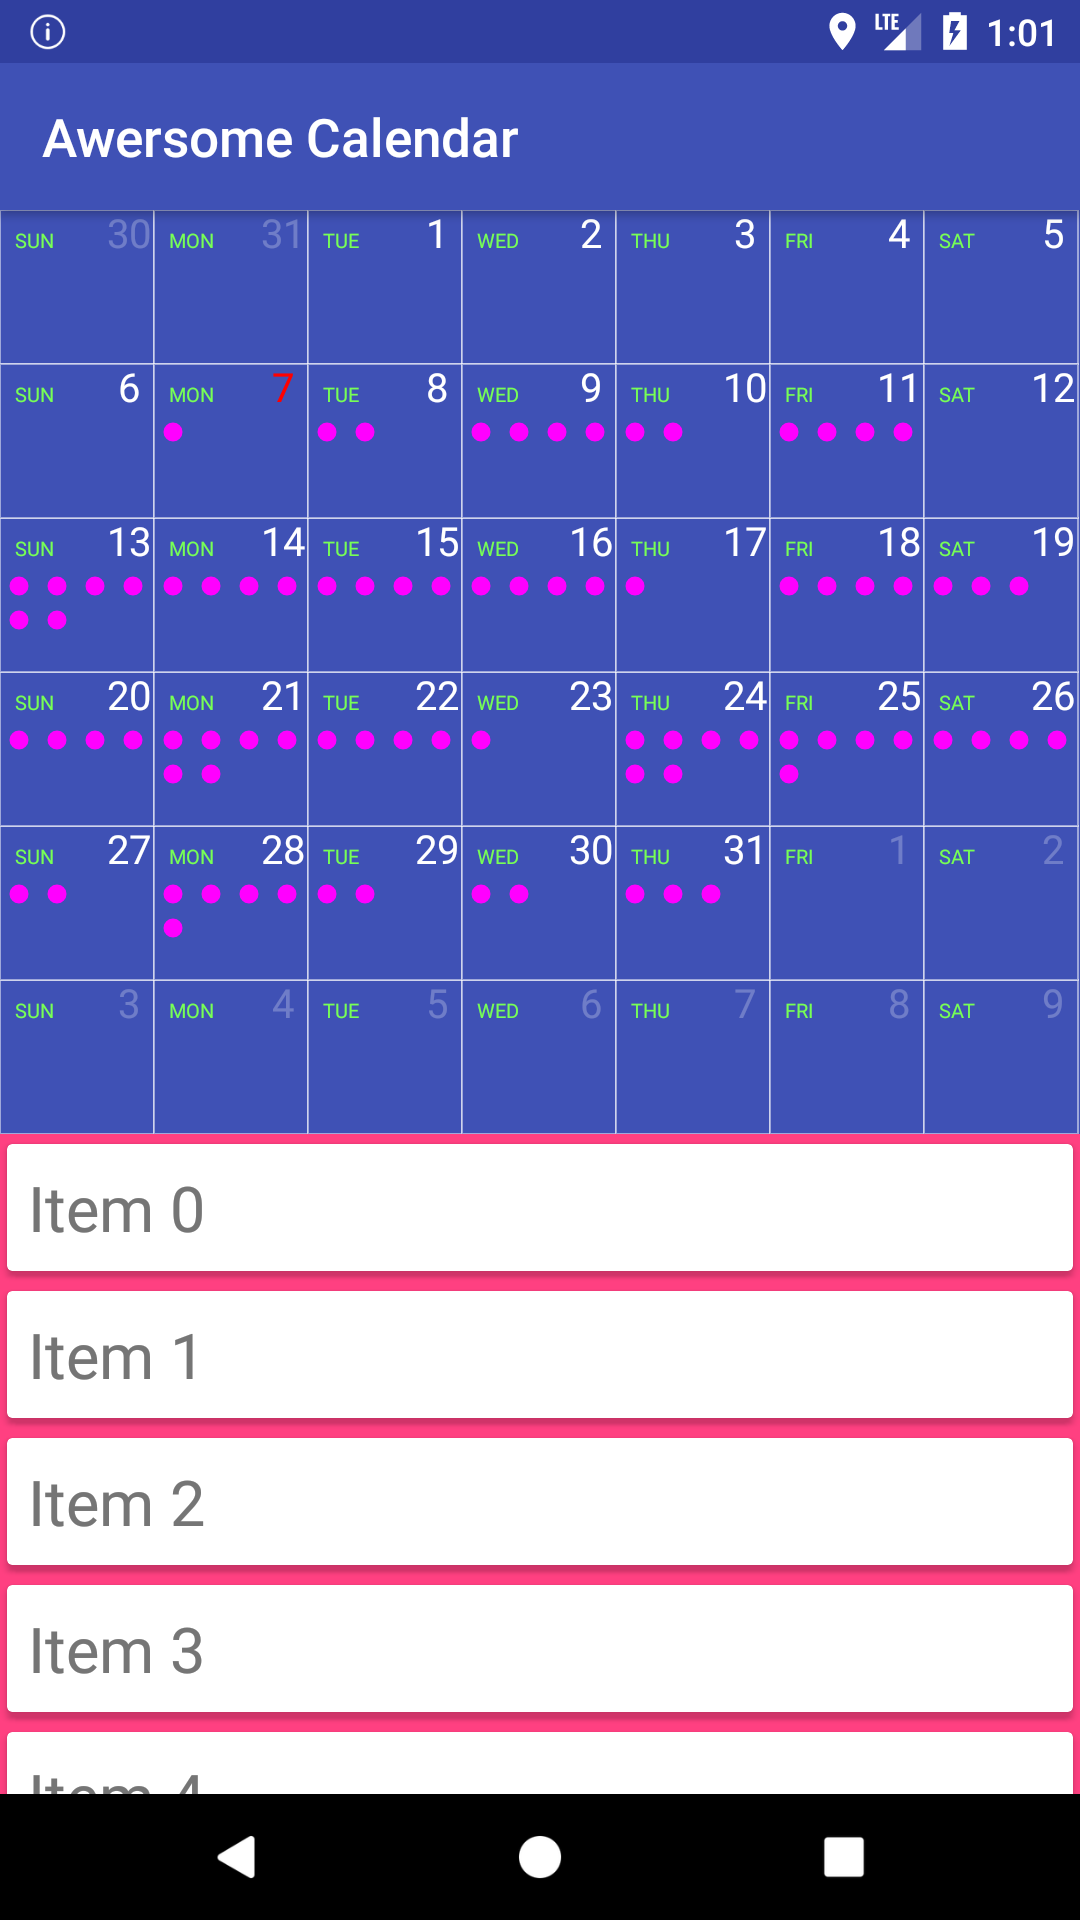 LTE 1:01
Awersome Calendar
SUN 30 MON 31 TUE 1 WED 2 THU 3 FRI 4 SAT 5
SUN 6 MON 7 TUE 8 WED 9 THU 10 FRI 11 SAT 12
SUN 13 MON 14 TUE 15 WED 16 THU 17 FRI 18 SAT 19
SUN 20 MON 21 TUE 22 WED 23 THU 24 FRI 25 SAT 26
SUN 27 MON 28 TUE 29 WED 30 THU 31 FRI 1 SAT 2
SUN 3 MON 4 TUE 5 WED 6 THU 7 FRI 8 SAT 9
Item 0
Item 1
Item 2
Item 3
Item 4